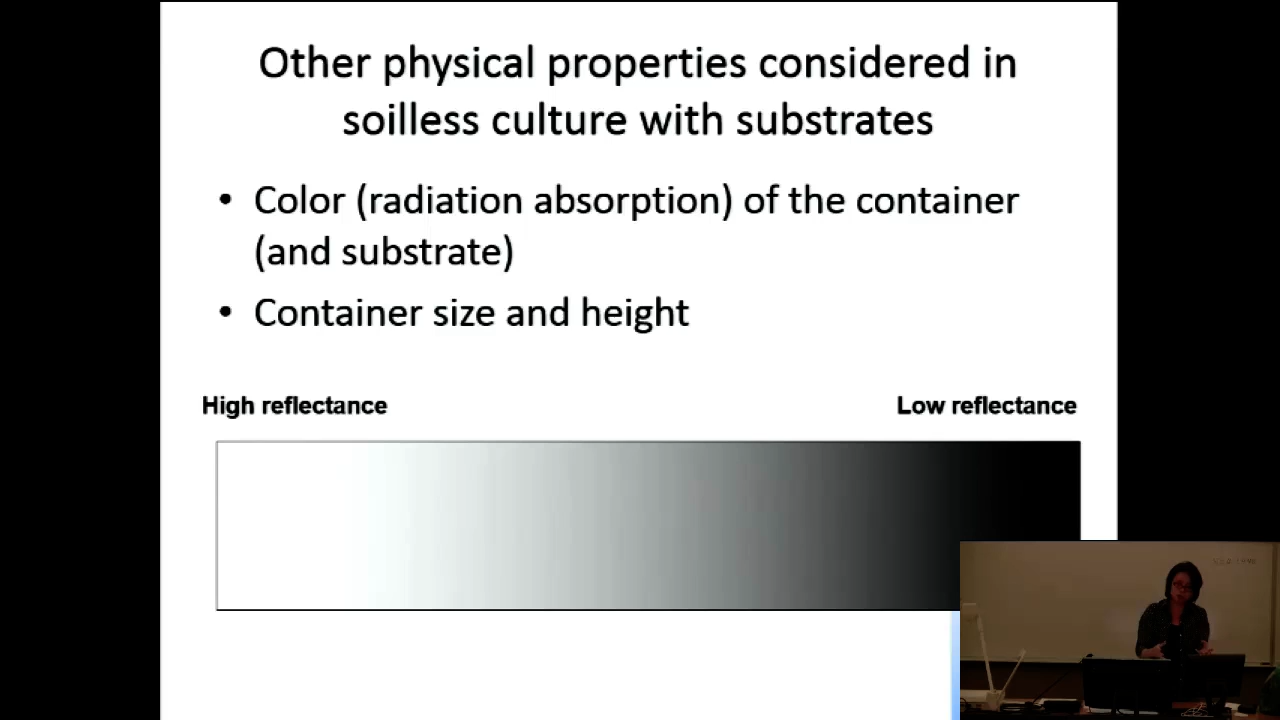 Other physical properties considered in
soilless culture with substrates
• Color (radiation absorption) of the container
(and substrate)
• Container size and height
High reflectance
Low reflectance